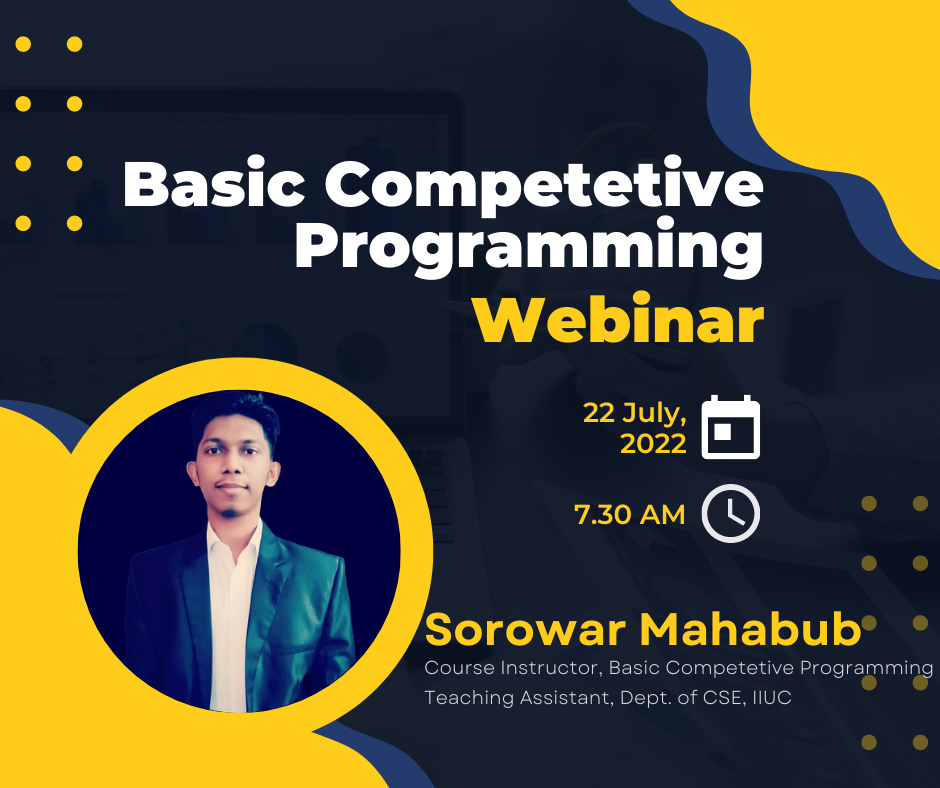 Basic Competetive
Programming
Webinar
22 July,
2022
7.30 AM
Sorowar Mahabub
Course Instructor, Basic Competetive Programming
Teaching Assistant, Dept. of CSE, IIUC